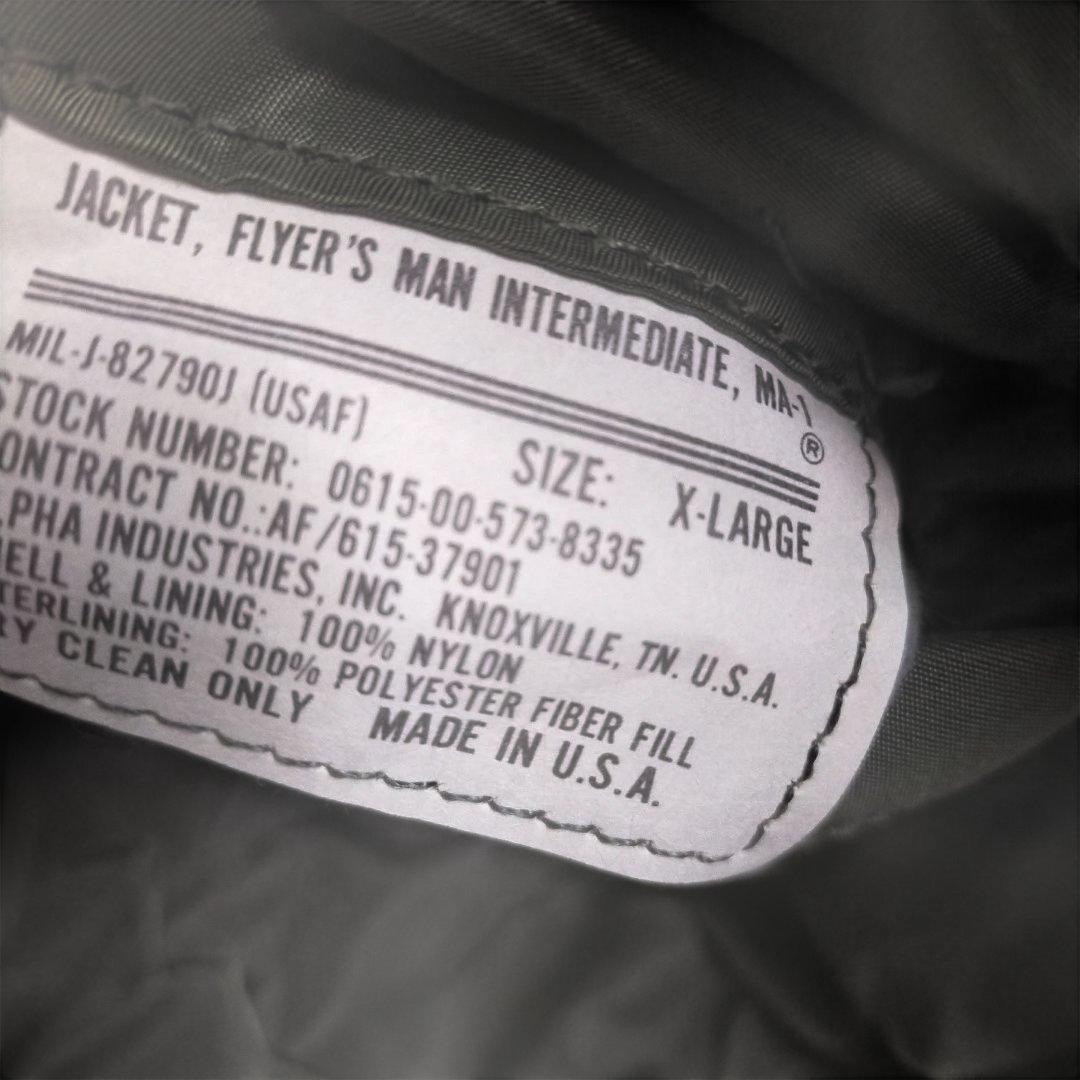 JACKET, FLYER'S MAN INTERMEDIATE, MA-1
®
MIL-J-82790J (USAF)
SIZE: X-LARGE
STOCK NUMBER: 0615-00-573-8335
ONTRACT NO.:AF/615-37901
PHA INDUSTRIES, INC. KNOXVILLE, TN. U.S.A.
ELL & LINING: 100% NYLON
TERLINING: 100% POLYESTER FIBER FILL
RY CLEAN ONLY
MADE IN U.S.A.